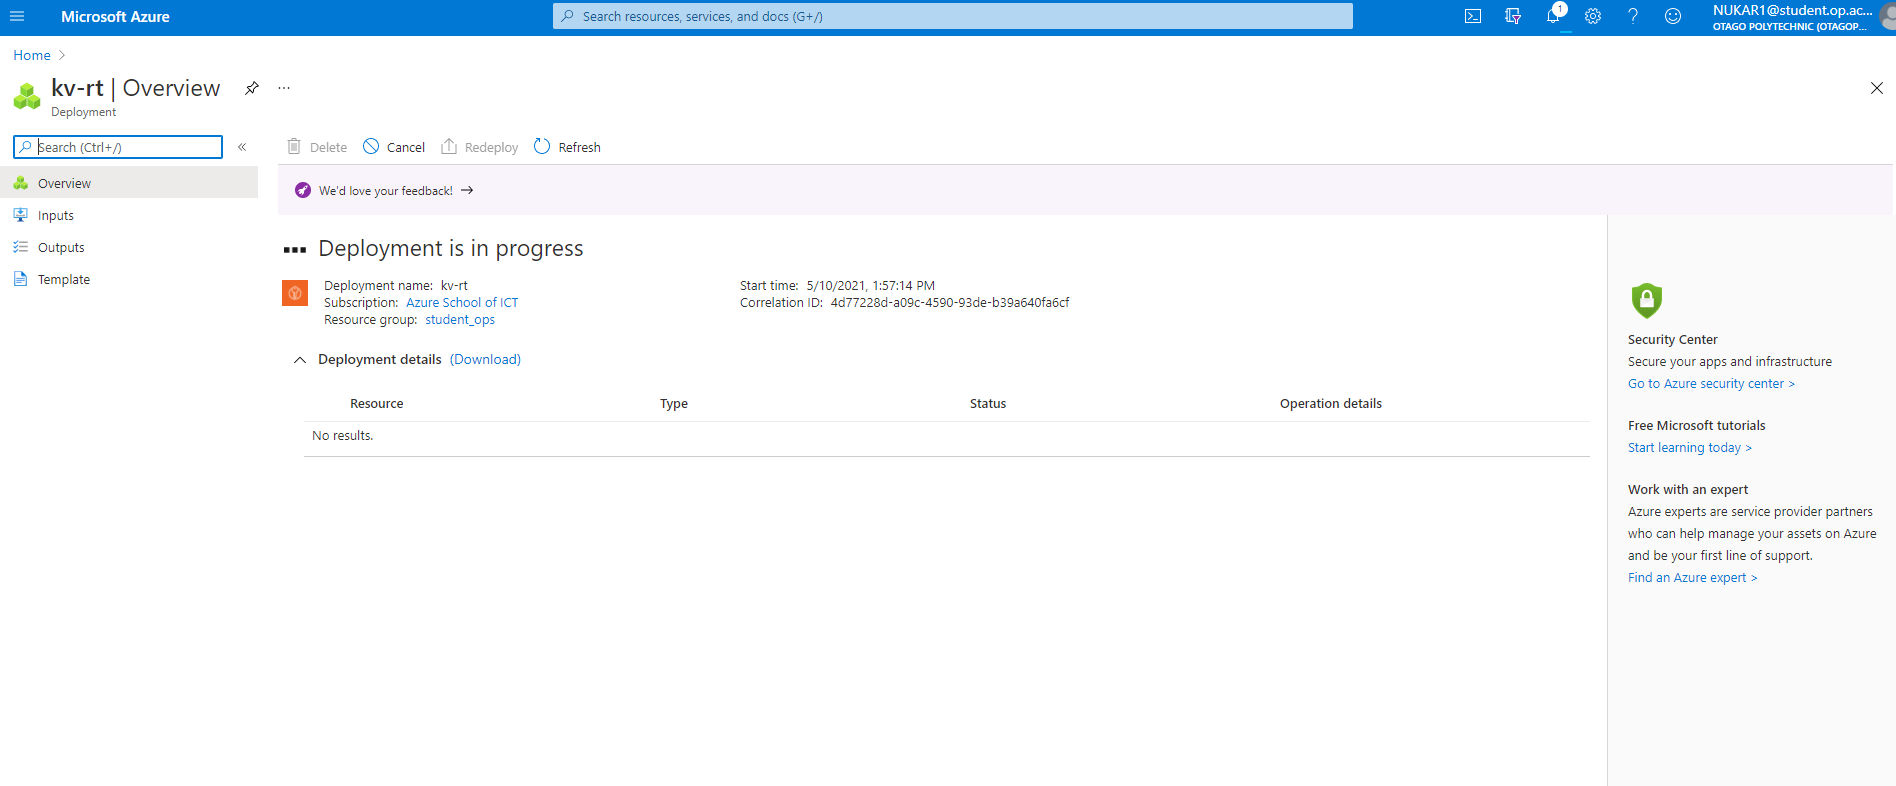 Microsoft Azure
Search resources, services, and docs (G+/)
1
NUKAR1@student.op.ac...
OTAGO POLYTECHNIC (OTAGOP...
Home >
kv-rt | Overview
Deployment
Search (Ctrl+/)
Overview
Inputs
Outputs
Template
Delete
Cancel
Redeploy
Refresh
We'd love your feedback! →
Deployment is in progress
Deployment name: kv-rt
Subscription: Azure School of ICT
Resource group: student_ops
Start time: 5/10/2021, 1:57:14 PM
Correlation ID: 4d77228d-a09c-4590-93de-b39a640fa6cf
Deployment details (Download)
Resource Type Status Operation details
No results.
Security Center
Secure your apps and infrastructure
Go to Azure security center >
Free Microsoft tutorials
Start learning today >
Work with an expert
Azure experts are service provider partners
who can help manage your assets on Azure
and be your first line of support.
Find an Azure expert >